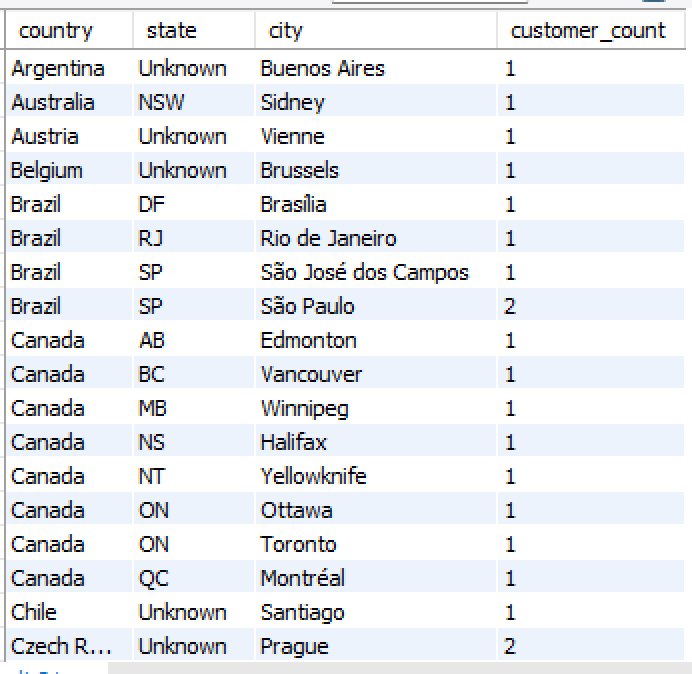 country state city customer_count
Argentina Unknown Buenos Aires 1
Australia NSW Sidney 1
Austria Unknown Vienne 1
Belgium Unknown Brussels 1
Brazil DF Brasília 1
Brazil RJ Rio de Janeiro 1
Brazil SP São José dos Campos 1
Brazil SP São Paulo 2
Canada AB Edmonton 1
Canada BC Vancouver 1
Canada MB Winnipeg 1
Canada NS Halifax 1
Canada NT Yellowknife 1
Canada ON Ottawa 1
Canada ON Toronto 1
Canada QC Montréal 1
Chile Unknown Santiago 1
Czech R... Unknown Prague 2